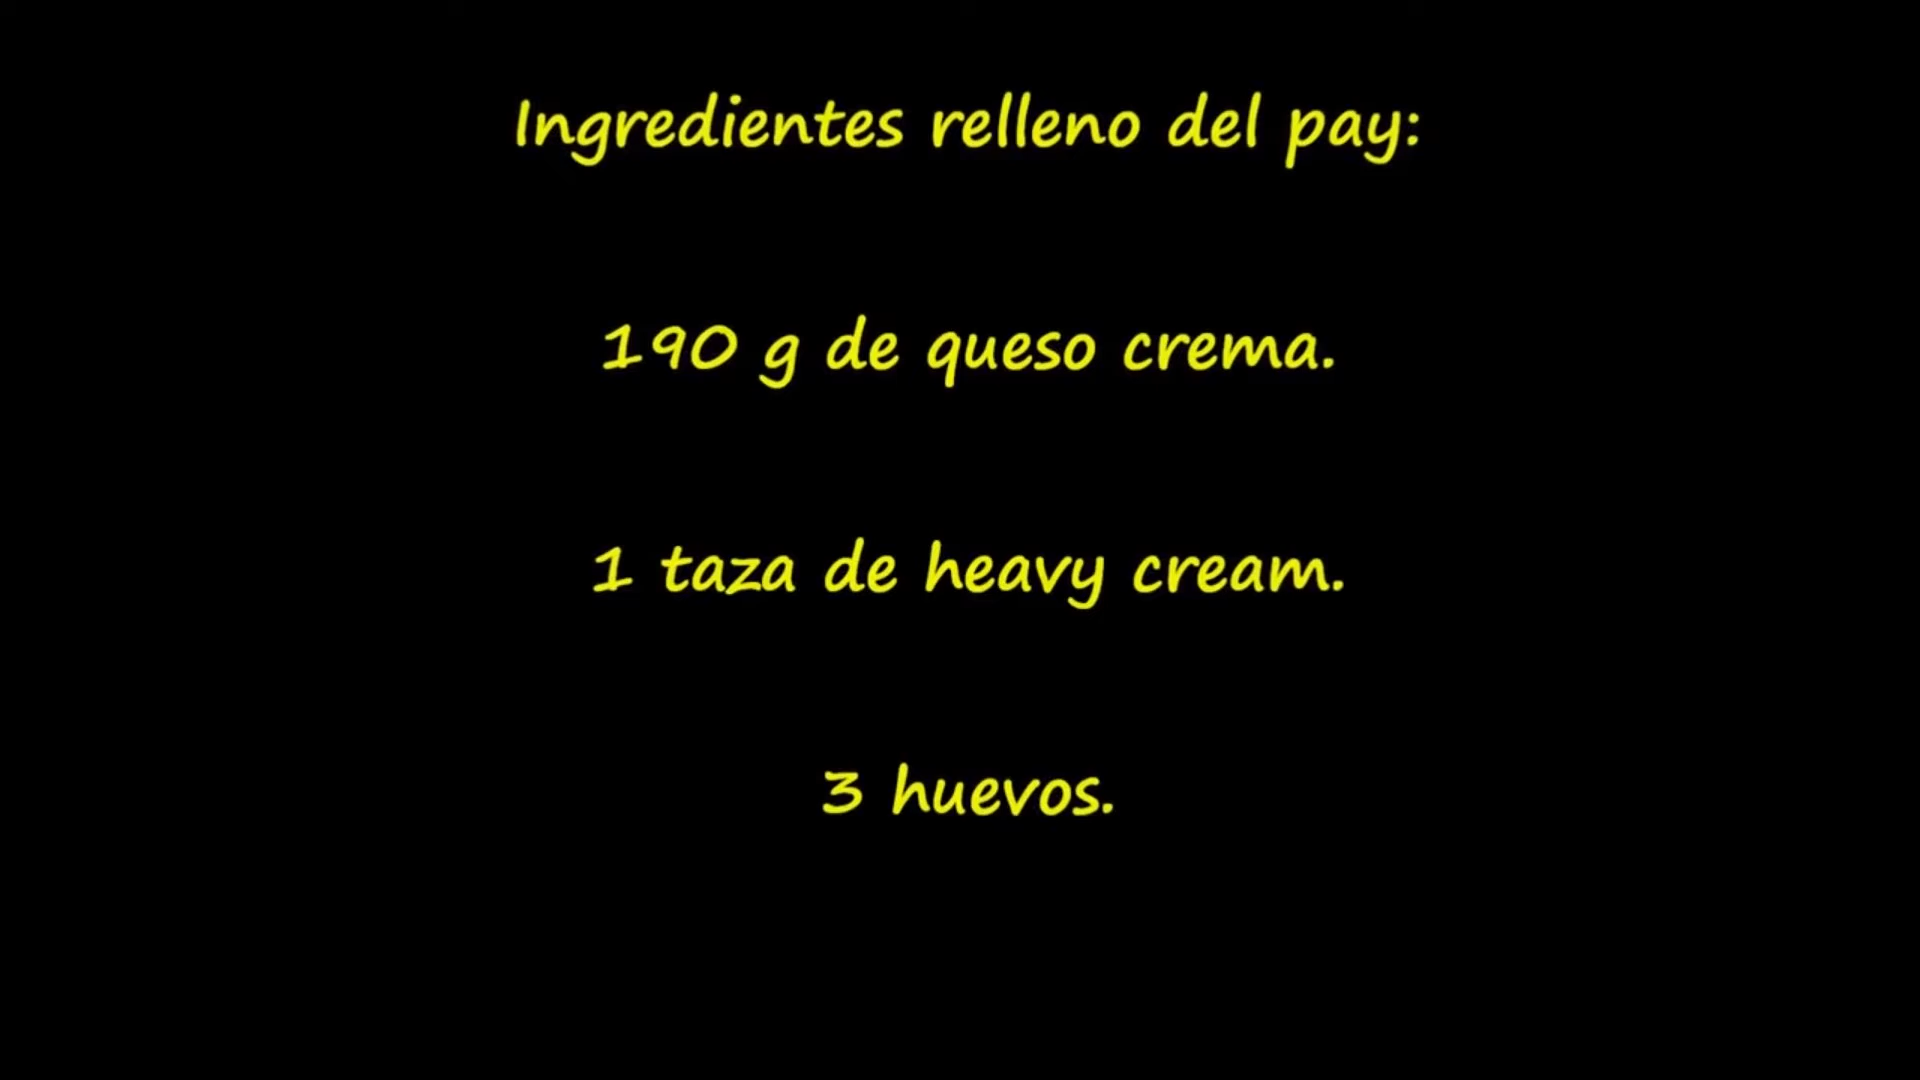 Ingredientes relleno del pay:
190 g de queso crema.
1 taza de heavy cream.
3 huevos.